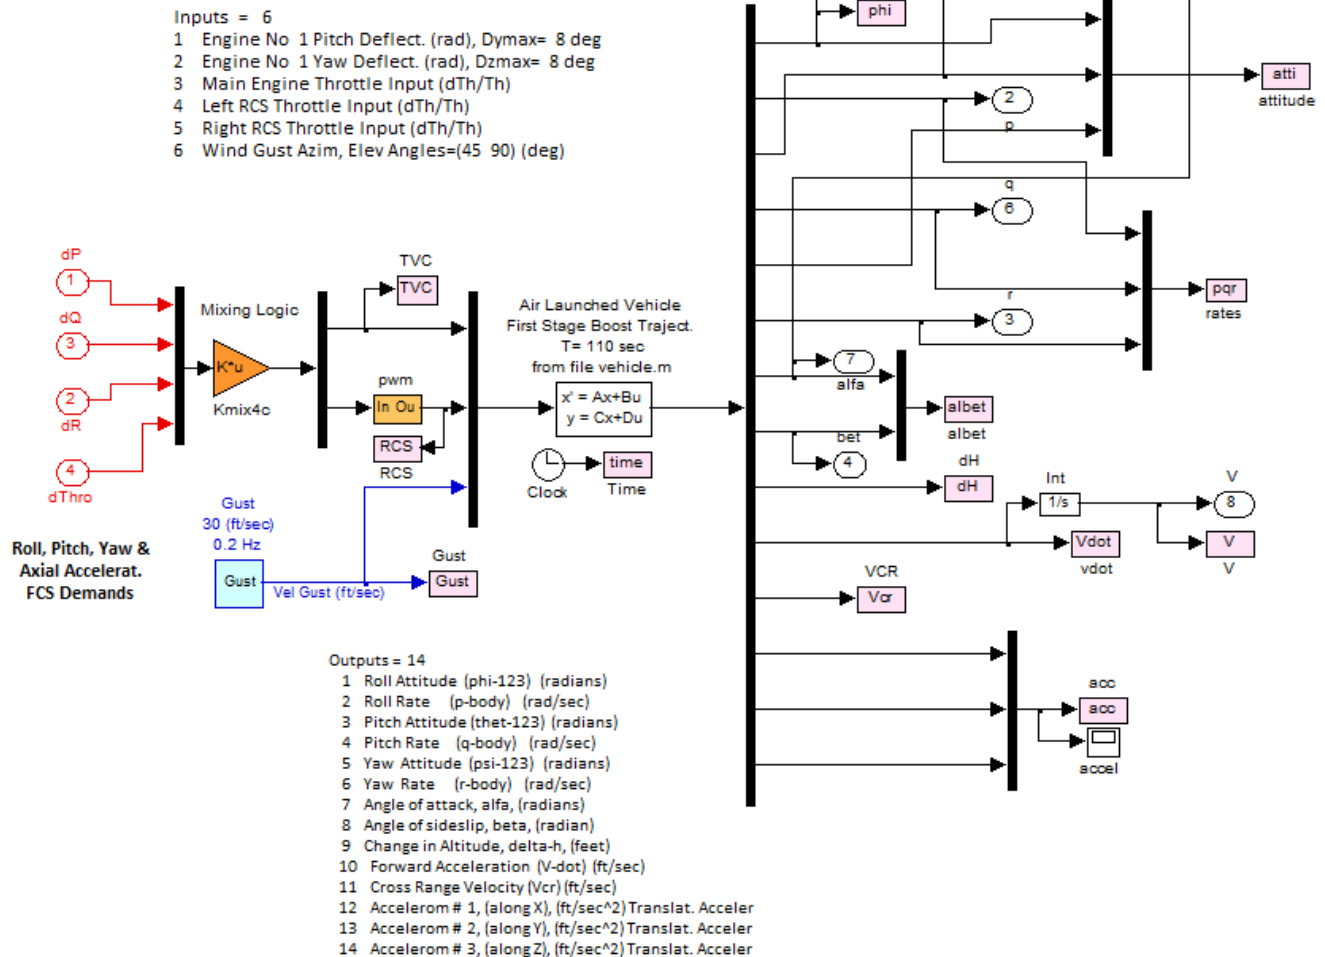 Inputs = 6
1 Engine No 1 Pitch Deflect. (rad), Dymax= 8 deg
2 Engine No 1 Yaw Deflect. (rad), Dzmax= 8 deg
3 Main Engine Throttle Input (dTh/Th)
4 Left RCS Throttle Input (dTh/Th)
5 Right RCS Throttle Input (dTh/Th)
6 Wind Gust Azim, Elev Angles=(45 90) (deg)
phi
atti
attitude
2
p
q
6
pqr
rates
r
3
dP
1
dQ
3
2
dR
4
dThro
Mixing Logic
K*u
Kmix4c
TVC
TVC
pwm
In Ou
RCS
RCS
Air Launched Vehicle
First Stage Boost Traject.
T= 110 sec
from file vehicle.m
x' = Ax+Bu
y = Cx+Du
Clock
time
Time
7
alfa
albet
albet
bet
4
dH
dH
Int
1/s
V
8
Vdot
vdot
V
V
VCR
Vcr
Gust
30 (ft/sec)
0.2 Hz
Gust
Vel Gust (ft/sec)
Gust
Gust
Roll, Pitch, Yaw &
Axial Accelerat.
FCS Demands
acc
acc
accel
Outputs = 14
1 Roll Attitude (phi-123) (radians)
2 Roll Rate (p-body) (rad/sec)
3 Pitch Attitude (thet-123) (radians)
4 Pitch Rate (q-body) (rad/sec)
5 Yaw Attitude (psi-123) (radians)
6 Yaw Rate (r-body) (rad/sec)
7 Angle of attack, alfa, (radians)
8 Angle of sideslip, beta, (radian)
9 Change in Altitude, delta-h, (feet)
10 Forward Acceleration (V-dot) (ft/sec)
11 Cross Range Velocity (Vcr) (ft/sec)
12 Accelerom # 1, (along X), (ft/sec^2) Translat. Acceler
13 Accelerom # 2, (along Y), (ft/sec^2) Translat. Acceler
14 Accelerom # 3, (along Z), (ft/sec^2) Translat. Acceler